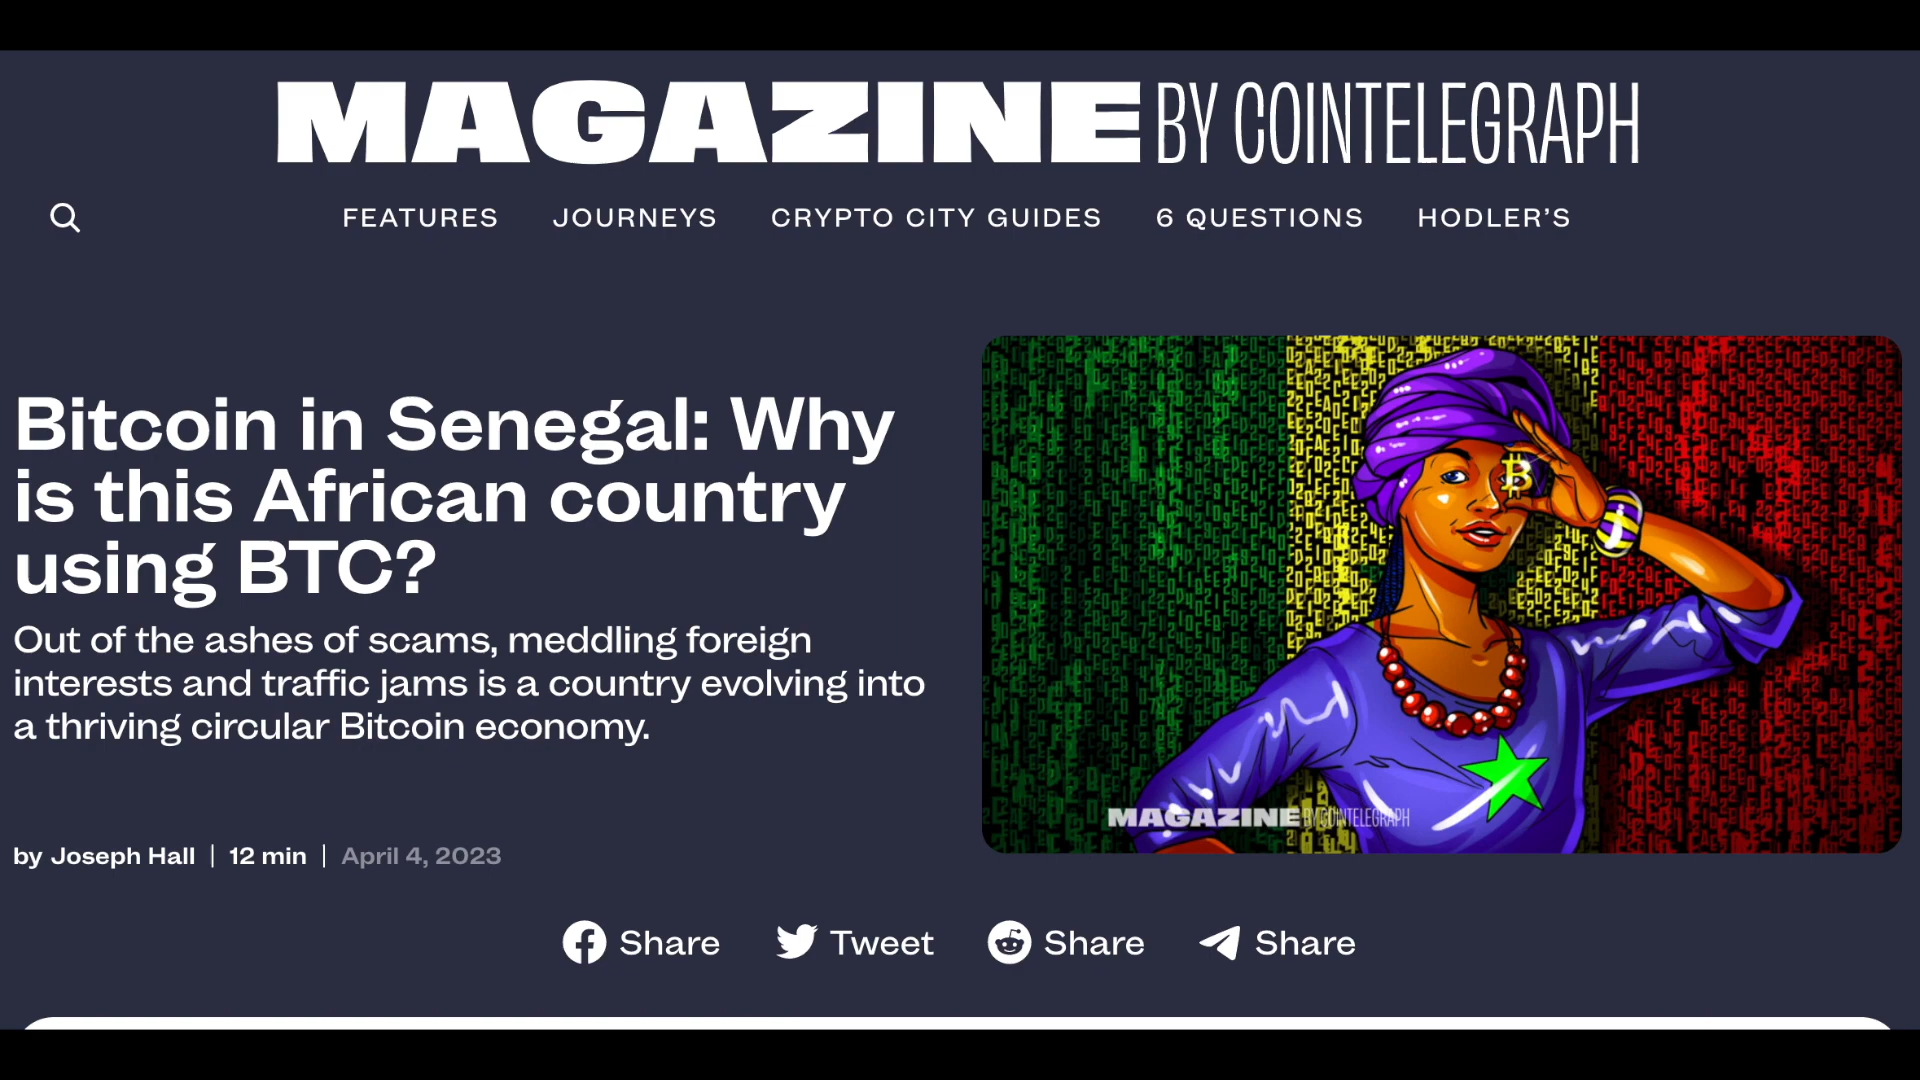 MAGAZINE BY COINTELEGRAPH
FEATURES JOURNEYS CRYPTO CITY GUIDES 6 QUESTIONS HODLER'S
Bitcoin in Senegal: Why
is this African country
using BTC?
Out of the ashes of scams, meddling foreign
interests and traffic jams is a country evolving into
a thriving circular Bitcoin economy.
by Joseph Hall | 12 min | April 4, 2023
MAGAZINE BY COINTELEGRAPH
Share Tweet Share Share